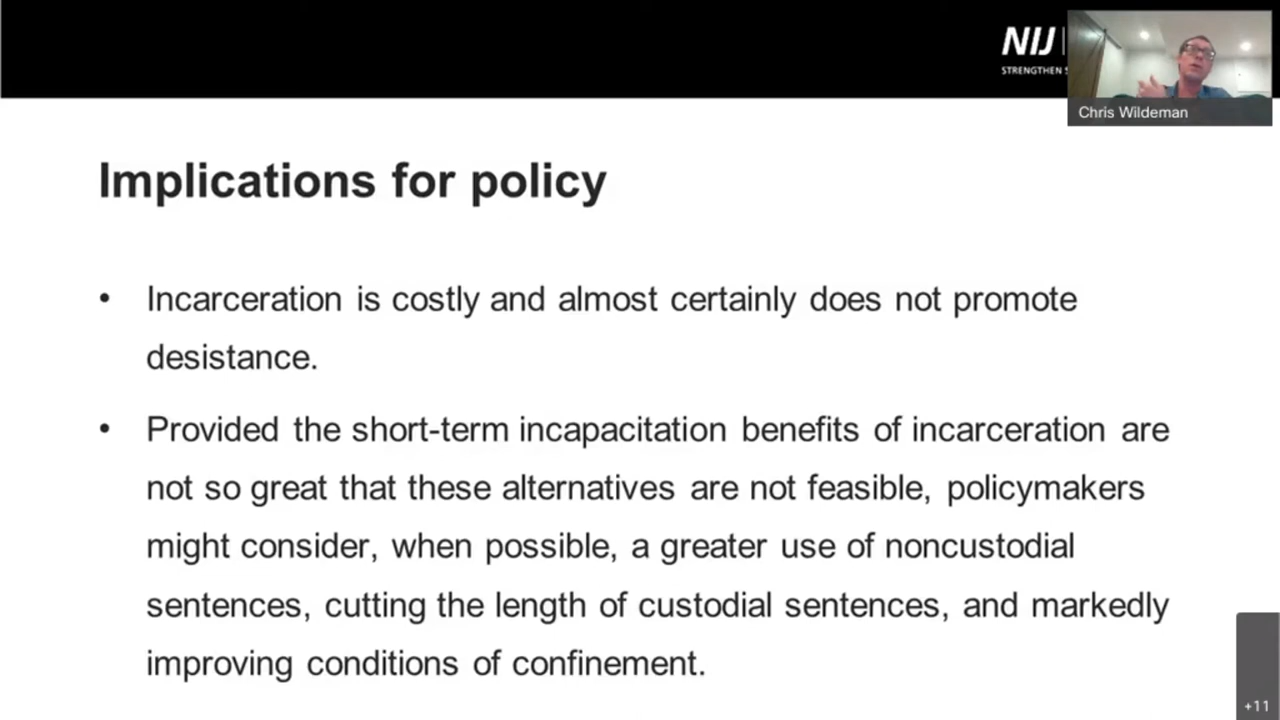 NIJ
STRENGTHEN
Chris Wildeman
Implications for policy
• Incarceration is costly and almost certainly does not promote
desistance.
• Provided the short-term incapacitation benefits of incarceration are
not so great that these alternatives are not feasible, policymakers
might consider, when possible, a greater use of noncustodial
sentences, cutting the length of custodial sentences, and markedly
improving conditions of confinement.
+11